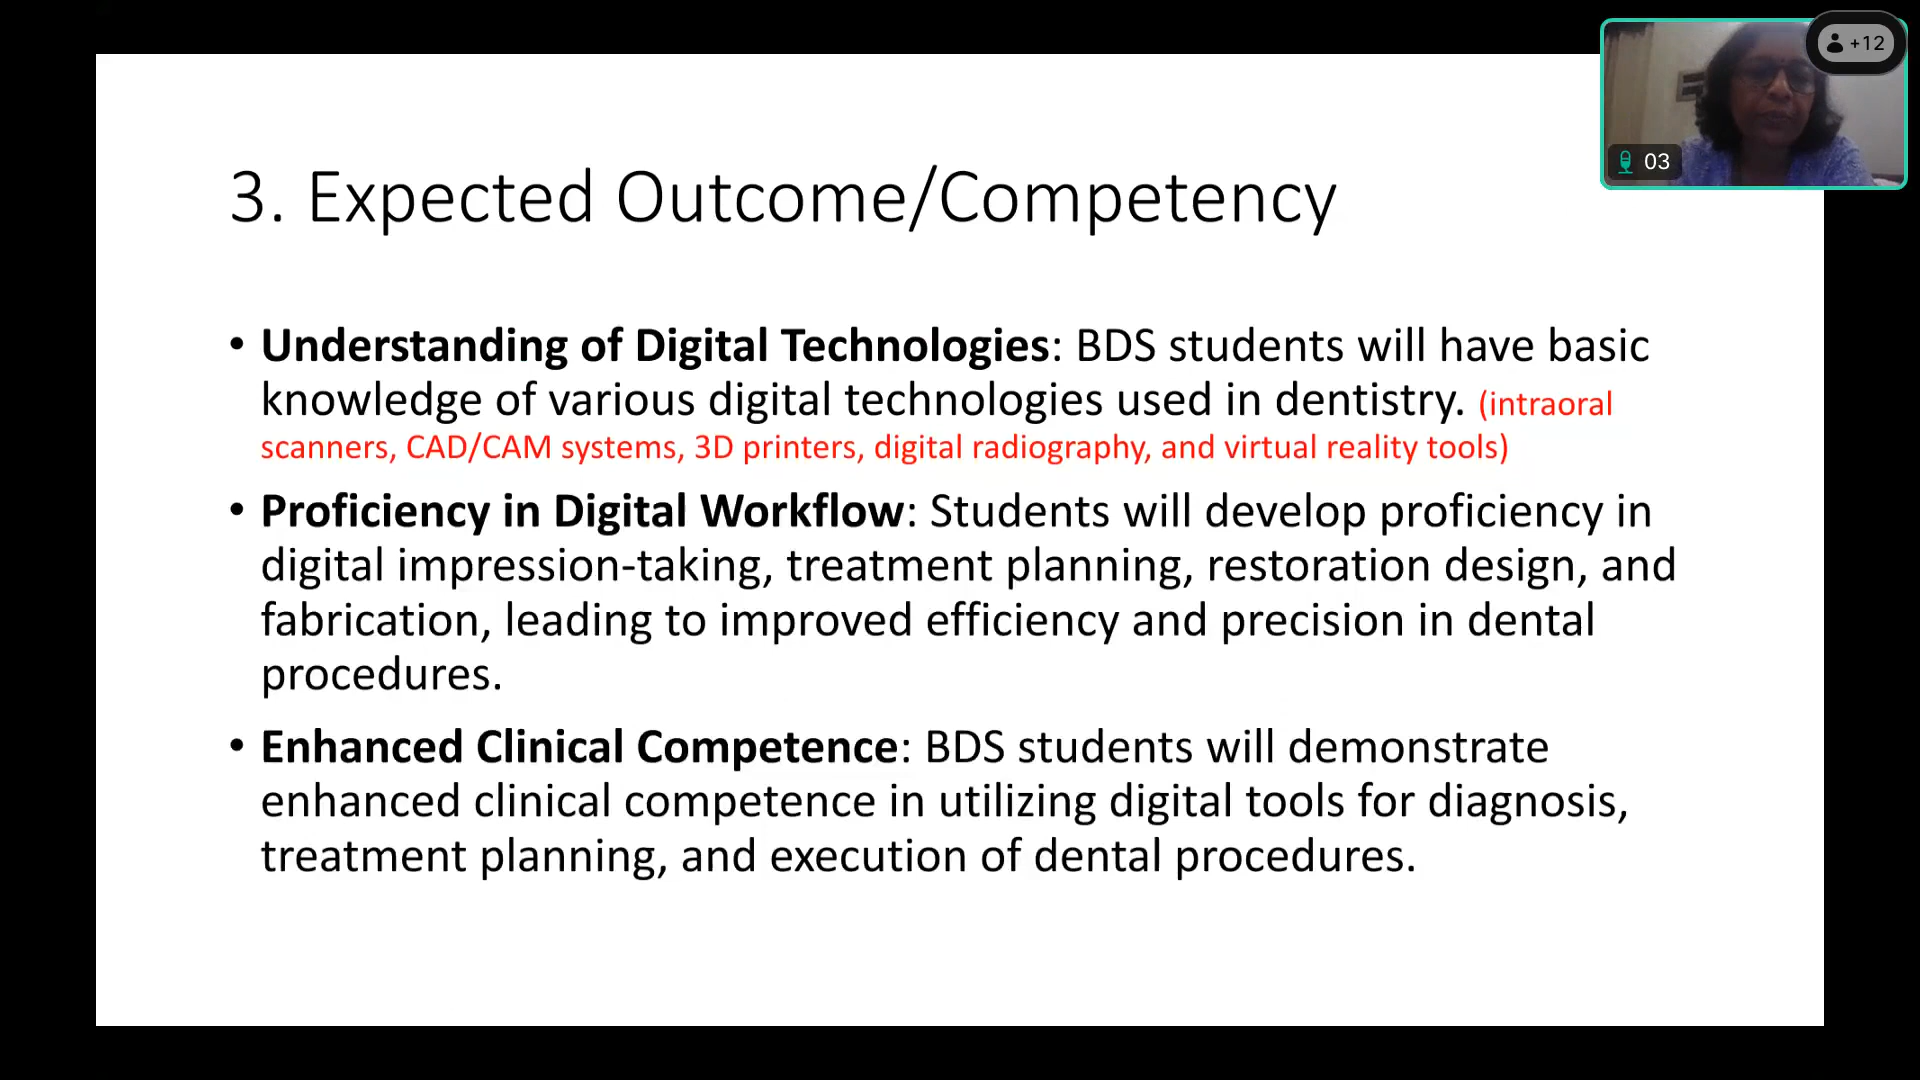 +12
03
3. Expected Outcome/Competency
• Understanding of Digital Technologies: BDS students will have basic
knowledge of various digital technologies used in dentistry. (intraoral
scanners, CAD/CAM systems, 3D printers, digital radiography, and virtual reality tools)
• Proficiency in Digital Workflow: Students will develop proficiency in
digital impression-taking, treatment planning, restoration design, and
fabrication, leading to improved efficiency and precision in dental
procedures.
• Enhanced Clinical Competence: BDS students will demonstrate
enhanced clinical competence in utilizing digital tools for diagnosis,
treatment planning, and execution of dental procedures.